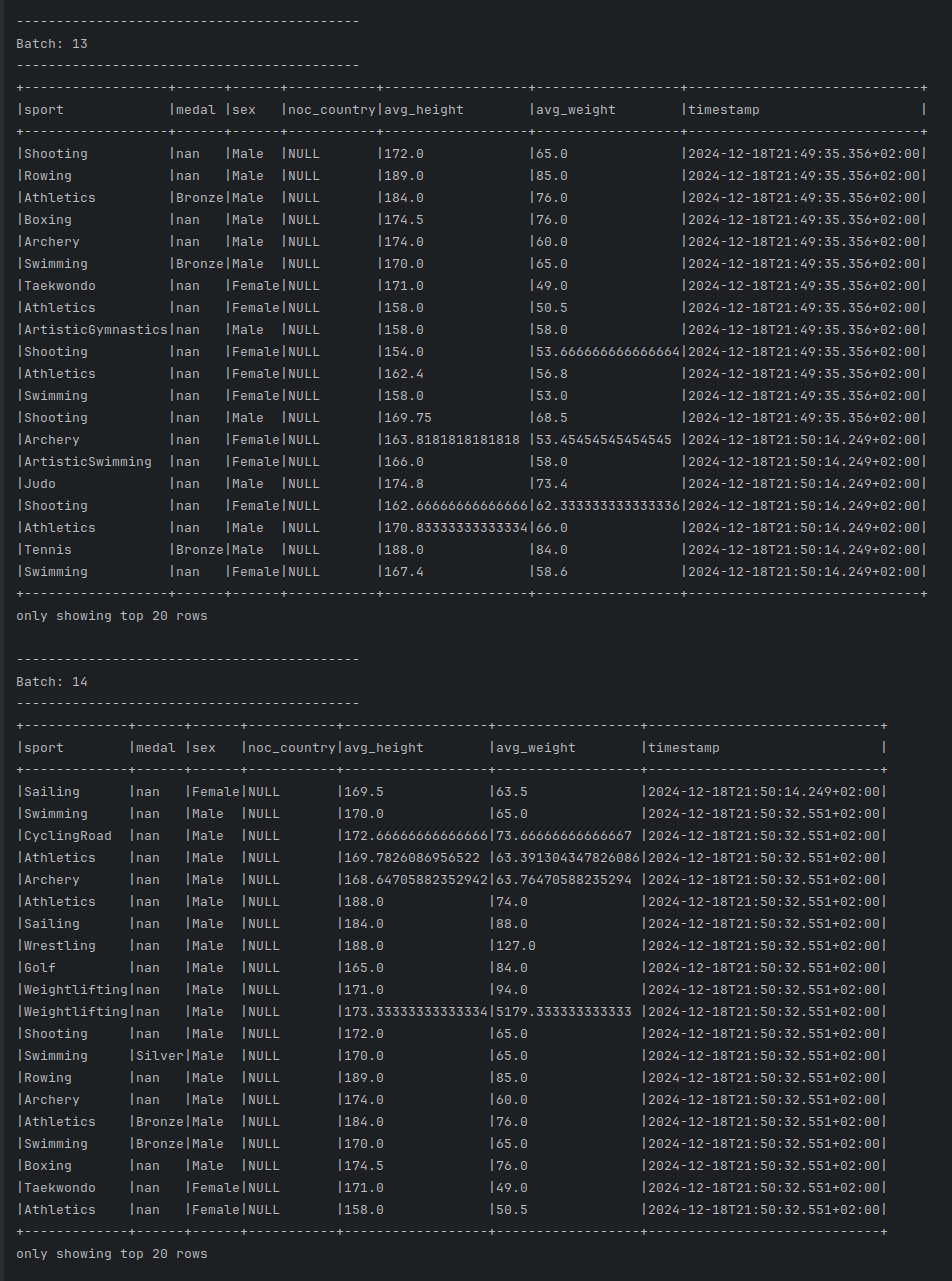 -------------------------------------------
Batch: 13
-------------------------------------------
+------------------+------+------+-----------+------------------+------------------+-----------------------------+
|sport             |medal |sex   |noc_country|avg_height        |avg_weight        |timestamp                    |
+------------------+------+------+-----------+------------------+------------------+-----------------------------+
|Shooting          |nan   |Male  |NULL       |172.0             |65.0              |2024-12-18T21:49:35.356+02:00|
|Rowing            |nan   |Male  |NULL       |189.0             |85.0              |2024-12-18T21:49:35.356+02:00|
|Athletics         |Bronze|Male  |NULL       |184.0             |76.0              |2024-12-18T21:49:35.356+02:00|
|Boxing            |nan   |Male  |NULL       |174.5             |76.0              |2024-12-18T21:49:35.356+02:00|
|Archery           |nan   |Male  |NULL       |174.0             |60.0              |2024-12-18T21:49:35.356+02:00|
|Swimming          |Bronze|Male  |NULL       |170.0             |65.0              |2024-12-18T21:49:35.356+02:00|
|Taekwondo         |nan   |Female|NULL       |171.0             |49.0              |2024-12-18T21:49:35.356+02:00|
|Athletics         |nan   |Female|NULL       |158.0             |50.5              |2024-12-18T21:49:35.356+02:00|
|ArtisticGymnastics|nan   |Male  |NULL       |158.0             |58.0              |2024-12-18T21:49:35.356+02:00|
|Shooting          |nan   |Female|NULL       |154.0             |53.666666666666664|2024-12-18T21:49:35.356+02:00|
|Athletics         |nan   |Female|NULL       |162.4             |56.8              |2024-12-18T21:49:35.356+02:00|
|Swimming          |nan   |Female|NULL       |158.0             |53.0              |2024-12-18T21:49:35.356+02:00|
|Shooting          |nan   |Male  |NULL       |169.75            |68.5              |2024-12-18T21:49:35.356+02:00|
|Archery           |nan   |Female|NULL       |163.8181818181818 |53.45454545454545 |2024-12-18T21:50:14.249+02:00|
|ArtisticSwimming  |nan   |Female|NULL       |166.0             |58.0              |2024-12-18T21:50:14.249+02:00|
|Judo              |nan   |Male  |NULL       |174.8             |73.4              |2024-12-18T21:50:14.249+02:00|
|Shooting          |nan   |Female|NULL       |162.66666666666666|62.333333333333336|2024-12-18T21:50:14.249+02:00|
|Athletics         |nan   |Male  |NULL       |170.83333333333334|66.0              |2024-12-18T21:50:14.249+02:00|
|Tennis            |Bronze|Male  |NULL       |188.0             |84.0              |2024-12-18T21:50:14.249+02:00|
|Swimming          |nan   |Female|NULL       |167.4             |58.6              |2024-12-18T21:50:14.249+02:00|
+------------------+------+------+-----------+------------------+------------------+-----------------------------+
only showing top 20 rows
-------------------------------------------
Batch: 14
-------------------------------------------
+-------------+------+------+-----------+------------------+------------------+-----------------------------+
|sport        |medal |sex   |noc_country|avg_height        |avg_weight        |timestamp                    |
+-------------+------+------+-----------+------------------+------------------+-----------------------------+
|Sailing      |nan   |Female|NULL       |169.5             |63.5              |2024-12-18T21:50:14.249+02:00|
|Swimming     |nan   |Male  |NULL       |170.0             |65.0              |2024-12-18T21:50:32.551+02:00|
|CyclingRoad  |nan   |Male  |NULL       |172.66666666666666|73.66666666666667 |2024-12-18T21:50:32.551+02:00|
|Athletics    |nan   |Male  |NULL       |169.7826086956522 |63.391304347826086|2024-12-18T21:50:32.551+02:00|
|Archery      |nan   |Male  |NULL       |168.64705882352942|63.76470588235294 |2024-12-18T21:50:32.551+02:00|
|Athletics    |nan   |Male  |NULL       |188.0             |74.0              |2024-12-18T21:50:32.551+02:00|
|Sailing      |nan   |Male  |NULL       |184.0             |88.0              |2024-12-18T21:50:32.551+02:00|
|Wrestling    |nan   |Male  |NULL       |188.0             |127.0             |2024-12-18T21:50:32.551+02:00|
|Golf         |nan   |Male  |NULL       |165.0             |84.0              |2024-12-18T21:50:32.551+02:00|
|Weightlifting|nan   |Male  |NULL       |171.0             |94.0              |2024-12-18T21:50:32.551+02:00|
|Weightlifting|nan   |Male  |NULL       |173.33333333333334|5179.333333333333 |2024-12-18T21:50:32.551+02:00|
|Shooting     |nan   |Male  |NULL       |172.0             |65.0              |2024-12-18T21:50:32.551+02:00|
|Swimming     |Silver|Male  |NULL       |170.0             |65.0              |2024-12-18T21:50:32.551+02:00|
|Rowing       |nan   |Male  |NULL       |189.0             |85.0              |2024-12-18T21:50:32.551+02:00|
|Archery      |nan   |Male  |NULL       |174.0             |60.0              |2024-12-18T21:50:32.551+02:00|
|Athletics    |Bronze|Male  |NULL       |184.0             |76.0              |2024-12-18T21:50:32.551+02:00|
|Swimming     |Bronze|Male  |NULL       |170.0             |65.0              |2024-12-18T21:50:32.551+02:00|
|Boxing       |nan   |Male  |NULL       |174.5             |76.0              |2024-12-18T21:50:32.551+02:00|
|Taekwondo    |nan   |Female|NULL       |171.0             |49.0              |2024-12-18T21:50:32.551+02:00|
|Athletics    |nan   |Female|NULL       |158.0             |50.5              |2024-12-18T21:50:32.551+02:00|
+-------------+------+------+-----------+------------------+------------------+-----------------------------+
only showing top 20 rows